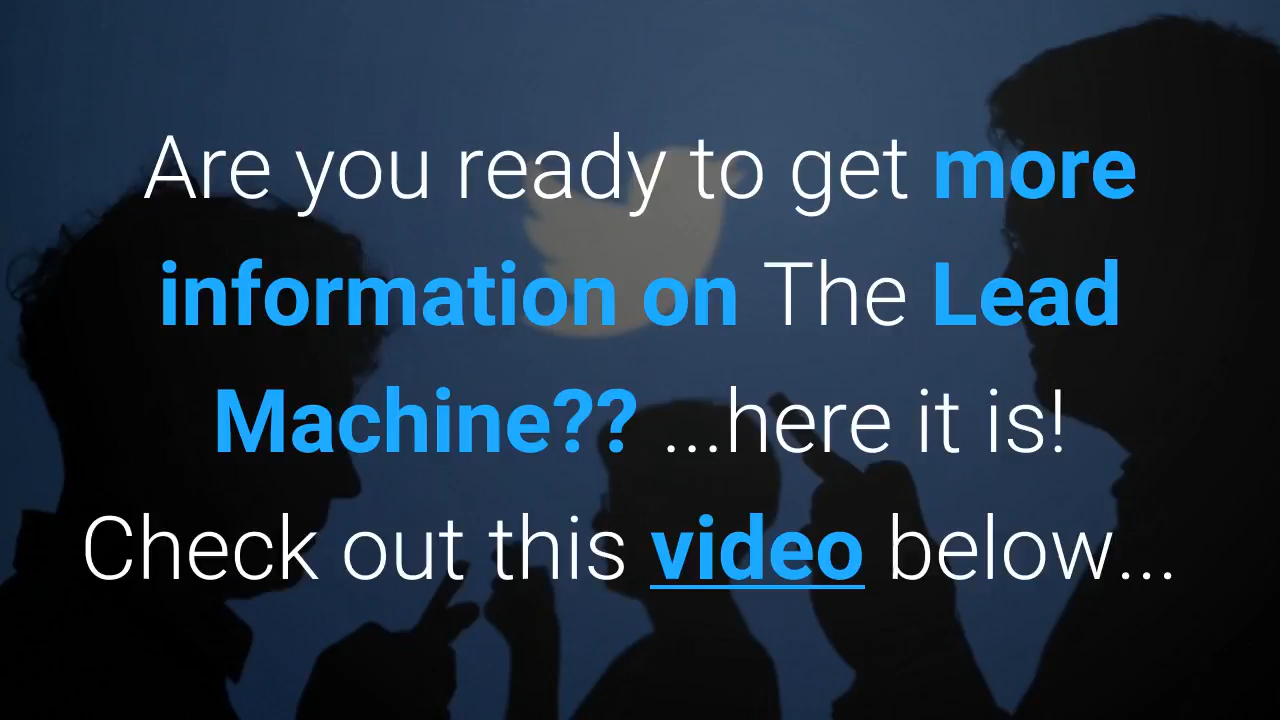 Are you ready to get more
information on The Lead
Machine?? ...here it is!
Check out this video below...